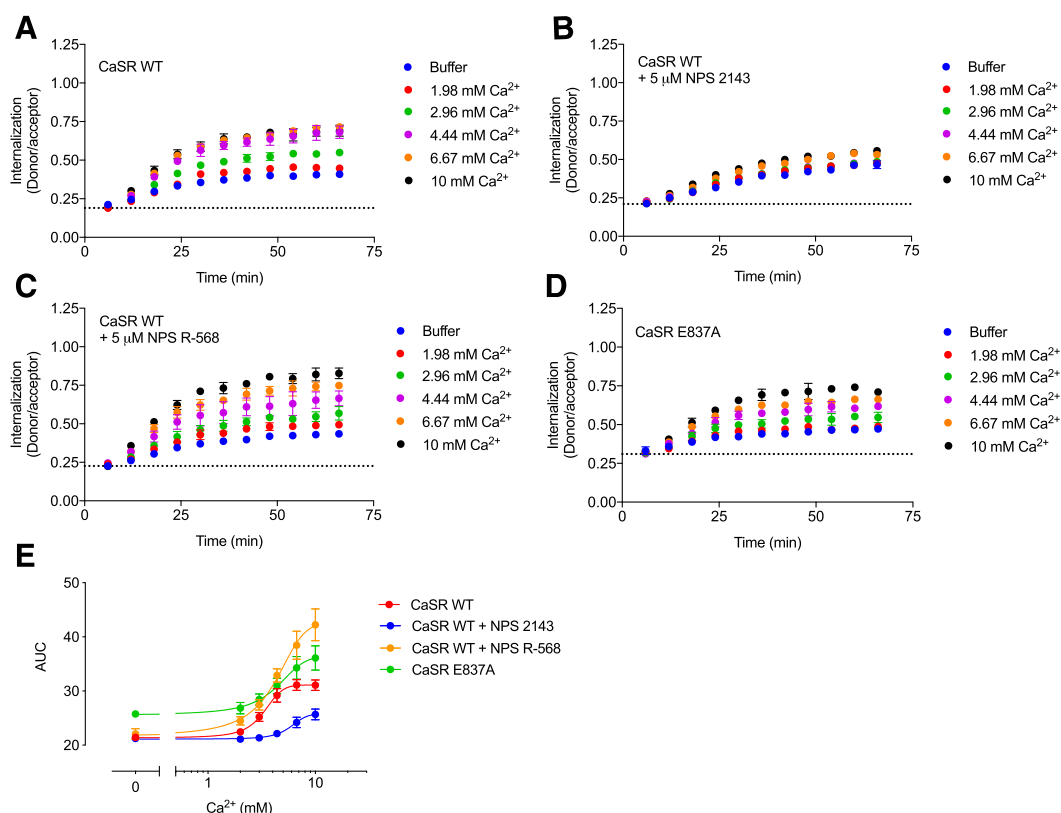 A
1.25
1.00
0.75
0.50
0.25
0.00
0
25
50
75
Internalization
(Donor/acceptor)
Time (min)
CaSR WT
Buffer
1.98 mM Ca²⁺
2.96 mM Ca²⁺
4.44 mM Ca²⁺
6.67 mM Ca²⁺
10 mM Ca²⁺
B
1.25
1.00
0.75
0.50
0.25
0.00
0
25
50
75
Internalization
(Donor/acceptor)
Time (min)
CaSR WT
+ 5 μM NPS 2143
Buffer
1.98 mM Ca²⁺
2.96 mM Ca²⁺
4.44 mM Ca²⁺
6.67 mM Ca²⁺
10 mM Ca²⁺
C
1.25
1.00
0.75
0.50
0.25
0.00
0
25
50
75
Internalization
(Donor/acceptor)
Time (min)
CaSR WT
+ 5 μM NPS R-568
Buffer
1.98 mM Ca²⁺
2.96 mM Ca²⁺
4.44 mM Ca²⁺
6.67 mM Ca²⁺
10 mM Ca²⁺
D
1.25
1.00
0.75
0.50
0.25
0.00
0
25
50
75
Internalization
(Donor/acceptor)
Time (min)
CaSR E837A
Buffer
1.98 mM Ca²⁺
2.96 mM Ca²⁺
4.44 mM Ca²⁺
6.67 mM Ca²⁺
10 mM Ca²⁺
E
50
40
30
20
AUC
0
1
10
Ca²⁺ (mM)
CaSR WT
CaSR WT + NPS 2143
CaSR WT + NPS R-568
CaSR E837A